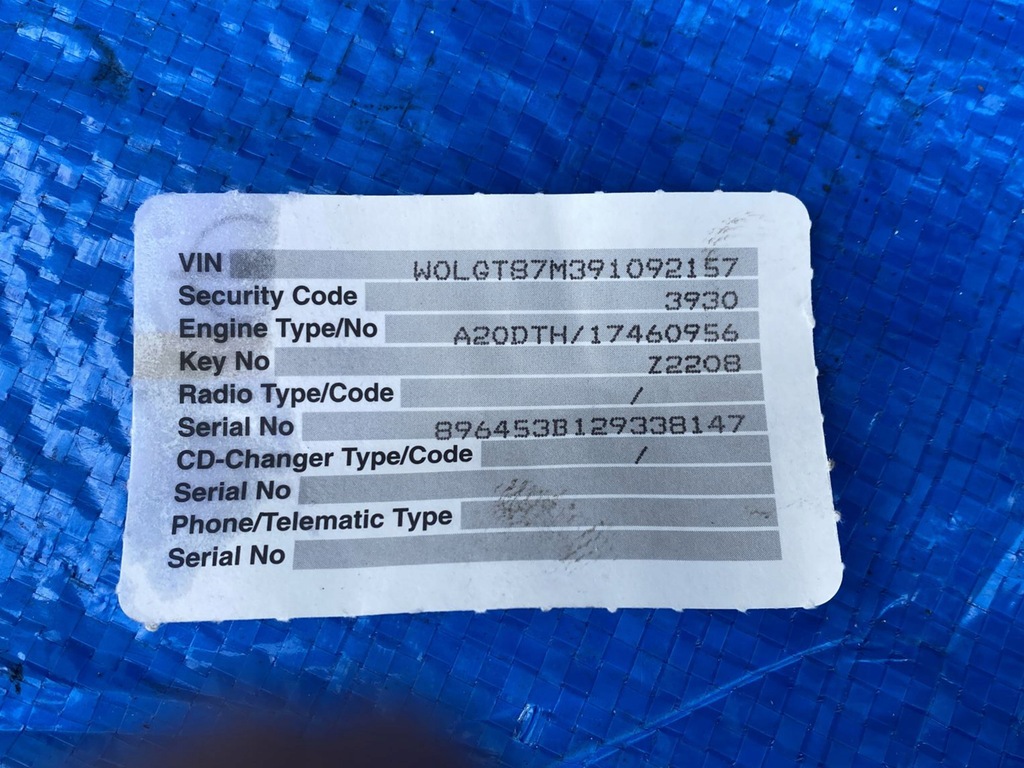 VIN W0LGT87M391092157
Security Code 3930
Engine Type/No A20DTH/17460956
Key No Z2208
Radio Type/Code /
Serial No 896453B129338147
CD-Changer Type/Code /
Serial No
Phone/Telematic Type
Serial No